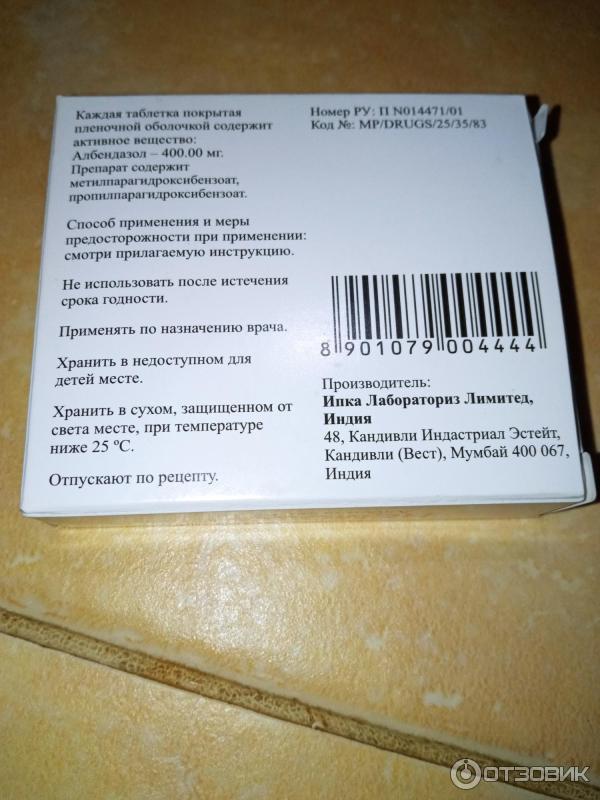 Каждая таблетка покрытая
пленочной оболочкой содержит
активное вещество:
Албендазол – 400.00 мг.
Препарат содержит
метилпарагидроксибензоат,
пропилпарагидроксибензоат.
Способ применения и меры
предосторожности при применении:
смотри прилагаемую инструкцию.
Не использовать после истечения
срока годности.
Применять по назначению врача.
Хранить в недоступном для
детей месте.
Хранить в сухом, защищенном от
света месте, при температуре
ниже 25 ºС.
Отпускают по рецепту.
Номер РУ: П N014471/01
Код №: MP/DRUGS/25/35/83
8 901079 004444
Производитель:
Ипка Лабораториз Лимитед,
Индия
48, Кандивли Индастриал Эстейт,
Кандивли (Вест), Мумбай 400 067,
Индия
ОТЗОВИК